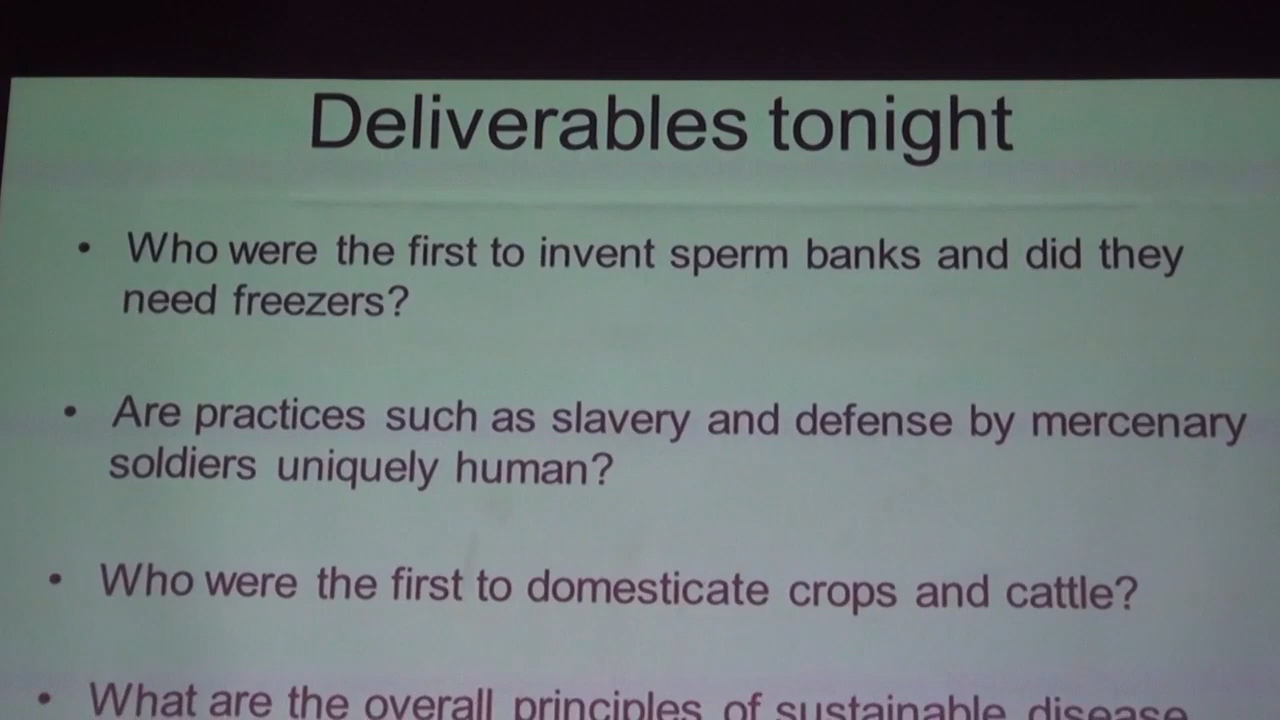 Deliverables tonight
• Who were the first to invent sperm banks and did they
need freezers?
• Are practices such as slavery and defense by mercenary
soldiers uniquely human?
• Who were the first to domesticate crops and cattle?
• What are the overall principles of sustainable disease